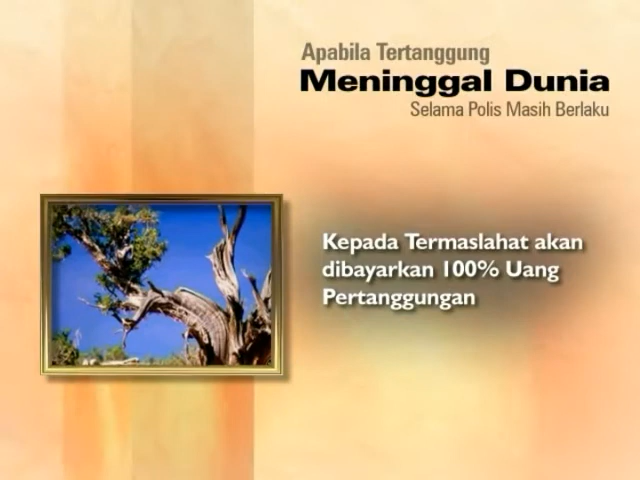 Apabila Tertanggung
Meninggal Dunia
Selama Polis Masih Berlaku
Kepada Termaslahat akan
dibayarkan 100% Uang
Pertanggungan